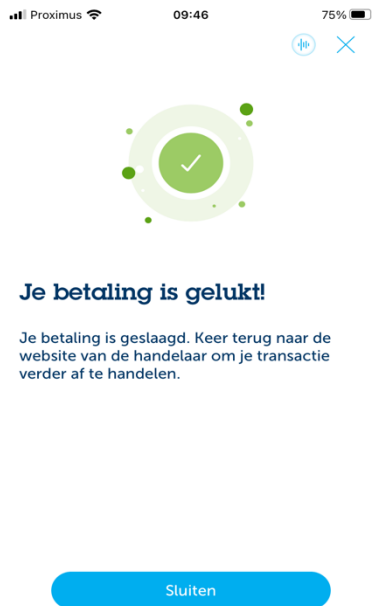 Proximus 09:46 75%
Je betaling is gelukt!
Je betaling is geslaagd. Keer terug naar de
website van de handelaar om je transactie
verder af te handelen.
Sluiten